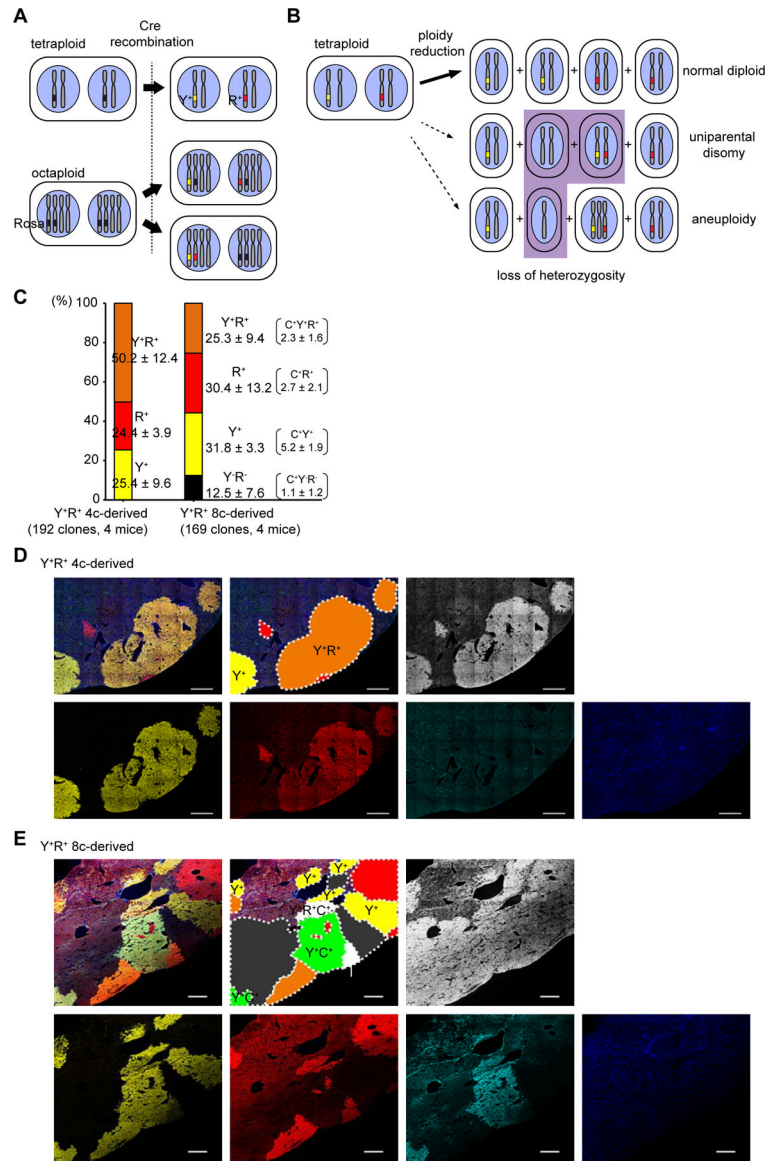 A
tetraploid
Cre
recombination
Y+
R+
octaploid
Rosa
B
tetraploid
ploidy
reduction
+ + +
normal diploid
+ + +
uniparental
disomy
+ + +
aneuploidy
loss of heterozygosity
C
(%)
100
80
60
40
20
0
Y+R+
50.2 ± 12.4
R+
24.4 ± 3.9
Y+
25.4 ± 9.6
Y+R+
25.3 ± 9.4
R+
30.4 ± 13.2
Y+
31.8 ± 3.3
Y-R-
12.5 ± 7.6
C+Y+R+
2.3 ± 1.6
C+R+
2.7 ± 2.1
C+Y+
5.2 ± 1.9
C+Y-R-
1.1 ± 1.2
Y+R+ 4c-derived
(192 clones, 4 mice)
Y+R+ 8c-derived
(169 clones, 4 mice)
D
Y+R+ 4c-derived
Y+R+
Y+
E
Y+R+ 8c-derived
Y+
Y+
Y+
Y+
Y+R+C+
Y+
Y+C+
Y+C+